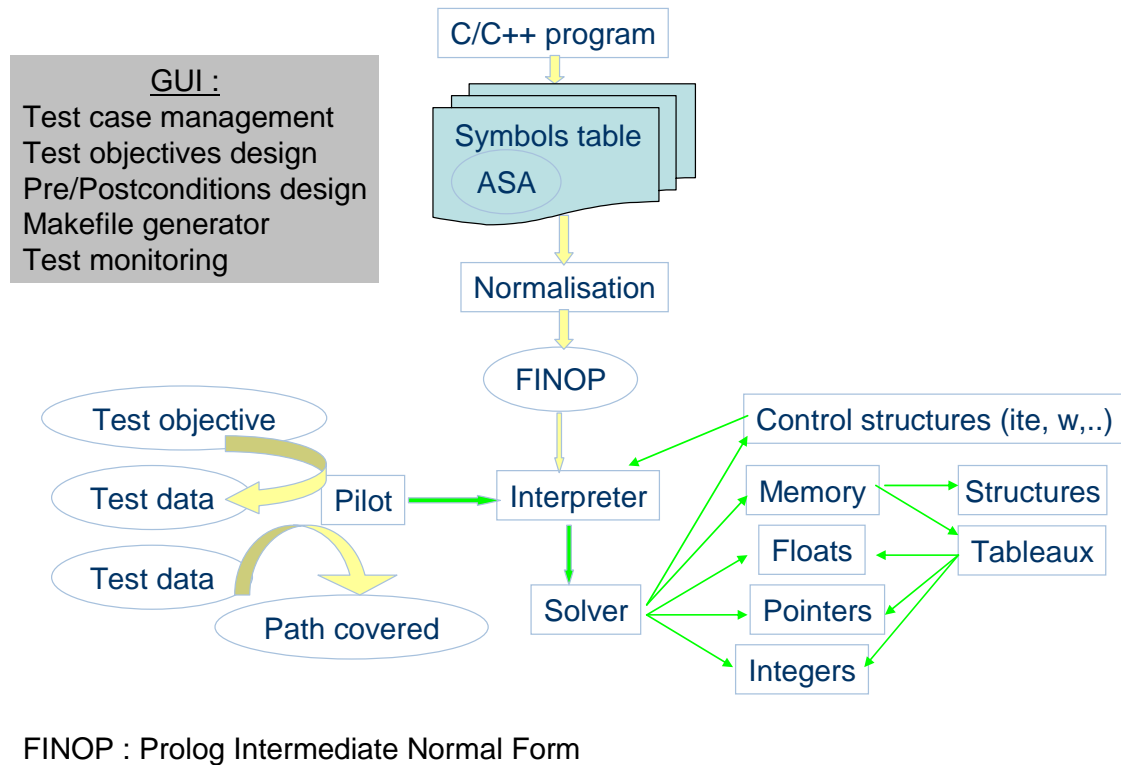 C/C++ program
GUI :
Test case management
Test objectives design
Pre/Postconditions design
Makefile generator
Test monitoring
Symbols table
ASA
Normalisation
FINOP
Test objective
Control structures (ite, w,..)
Test data
Pilot
Interpreter
Memory
Structures
Floats
Tableaux
Test data
Solver
Pointers
Path covered
Integers
FINOP : Prolog Intermediate Normal Form